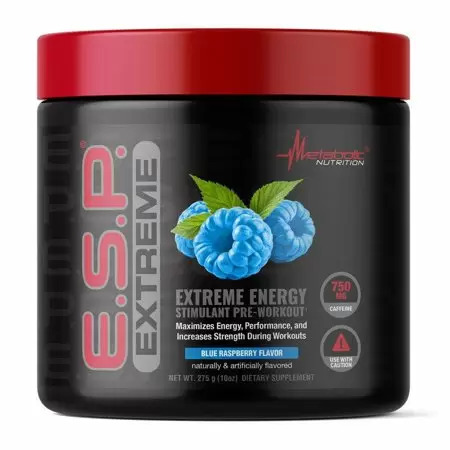 E.S.P.®
EXTREME
Metabolic®
NUTRITION
EXTREME ENERGY
STIMULANT PRE-WORKOUT
Maximizes Energy, Performance, and
Increases Strength During Workouts
BLUE RASPBERRY FLAVOR
naturally & artificially flavored
NET WT. 275 g (10oz) DIETARY SUPPLEMENT
750
MG
CAFFEINE
USE WITH
CAUTION